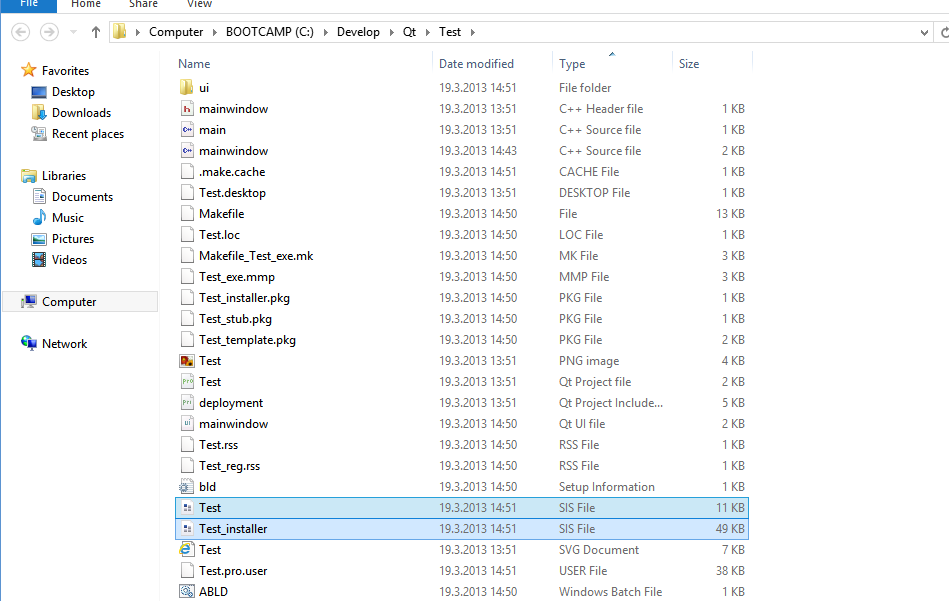 File Home Share View
Computer BOOTCAMP (C:) Develop Qt Test
Favorites
Desktop
Downloads
Recent places
Libraries
Documents
Music
Pictures
Videos
Computer
Network
Name Date modified Type Size
ui 19.3.2013 14:51 File folder
mainwindow 19.3.2013 13:51 C++ Header file 1 KB
main 19.3.2013 13:51 C++ Source file 1 KB
mainwindow 19.3.2013 14:43 C++ Source file 2 KB
.make.cache 19.3.2013 14:51 CACHE File 1 KB
Test.desktop 19.3.2013 13:51 DESKTOP File 1 KB
Makefile 19.3.2013 14:50 File 13 KB
Test.loc 19.3.2013 14:50 LOC File 1 KB
Makefile_Test_exe.mk 19.3.2013 14:50 MK File 3 KB
Test_exe.mmp 19.3.2013 14:50 MMP File 3 KB
Test_installer.pkg 19.3.2013 14:50 PKG File 1 KB
Test_stub.pkg 19.3.2013 14:50 PKG File 1 KB
Test_template.pkg 19.3.2013 14:50 PKG File 2 KB
Test 19.3.2013 13:51 PNG image 4 KB
Test 19.3.2013 13:51 Qt Project file 2 KB
deployment 19.3.2013 13:51 Qt Project Include... 5 KB
mainwindow 19.3.2013 14:50 Qt UI file 2 KB
Test.rss 19.3.2013 14:50 RSS File 1 KB
Test_reg.rss 19.3.2013 14:50 RSS File 1 KB
bld 19.3.2013 14:50 Setup Information 1 KB
Test 19.3.2013 14:51 SIS File 11 KB
Test_installer 19.3.2013 14:51 SIS File 49 KB
Test 19.3.2013 13:51 SVG Document 7 KB
Test.pro.user 19.3.2013 14:51 USER File 38 KB
ABLD 19.3.2013 14:51 Windows Batch File 1 KB